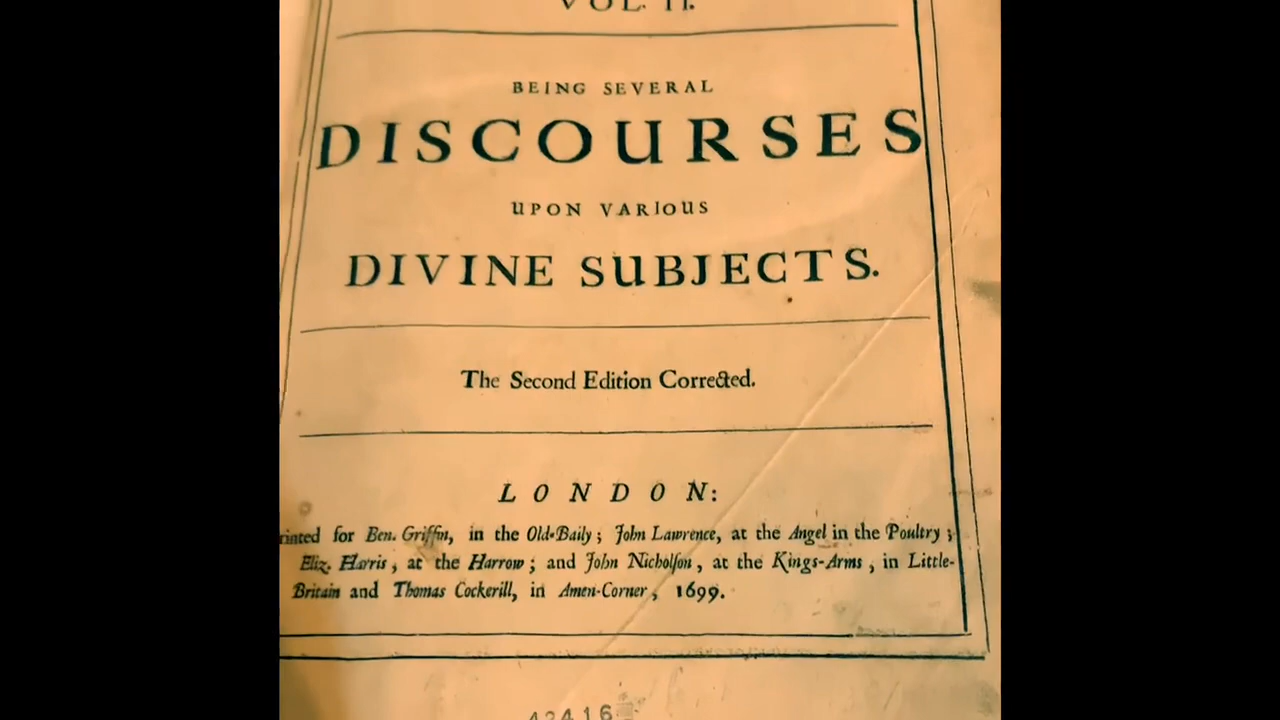 VOL. II.
BEING SEVERAL
DISCOURSES
UPON VARIOUS
DIVINE SUBJECTS.
The Second Edition Corrected.
LONDON:
rinted for Ben. Griffin, in the Old-Baily; John Lawrence, at the Angel in the Poultry;
Eliz. Harris, at the Harrow; and John Nicholſon, at the Kings-Arms, in Little-
Britain and Thomas Cockerill, in Amen-Corner, 1699.
42416